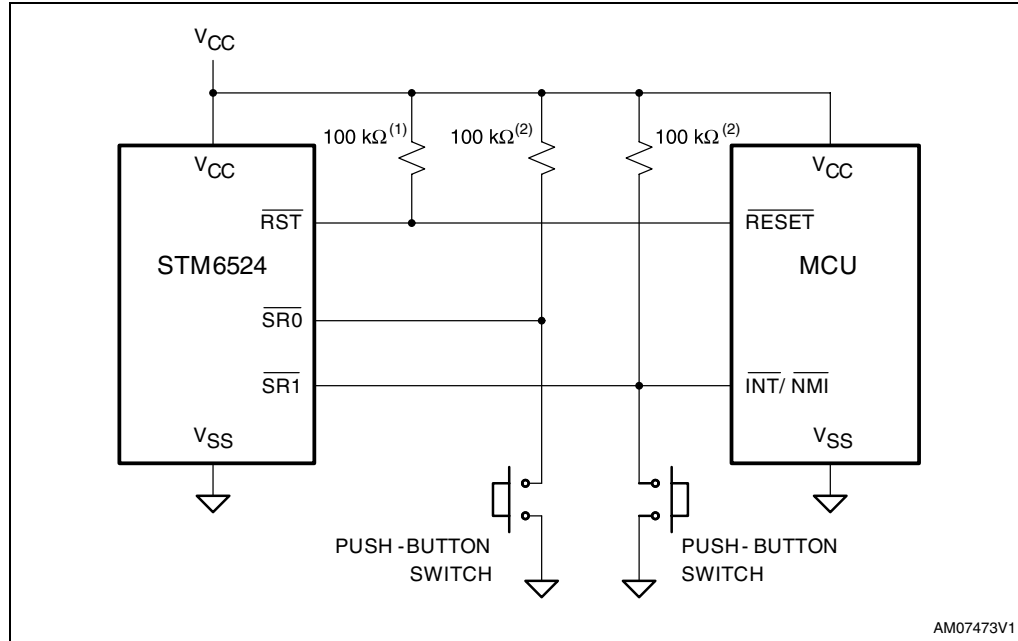 VCC
100 kΩ(1)
100 kΩ(2)
100 kΩ(2)
VCC
RST
STM6524
SR0
SR1
VSS
VCC
RESET
MCU
INT/ NMI
VSS
PUSH-BUTTON
SWITCH
PUSH-BUTTON
SWITCH
AM07473V1